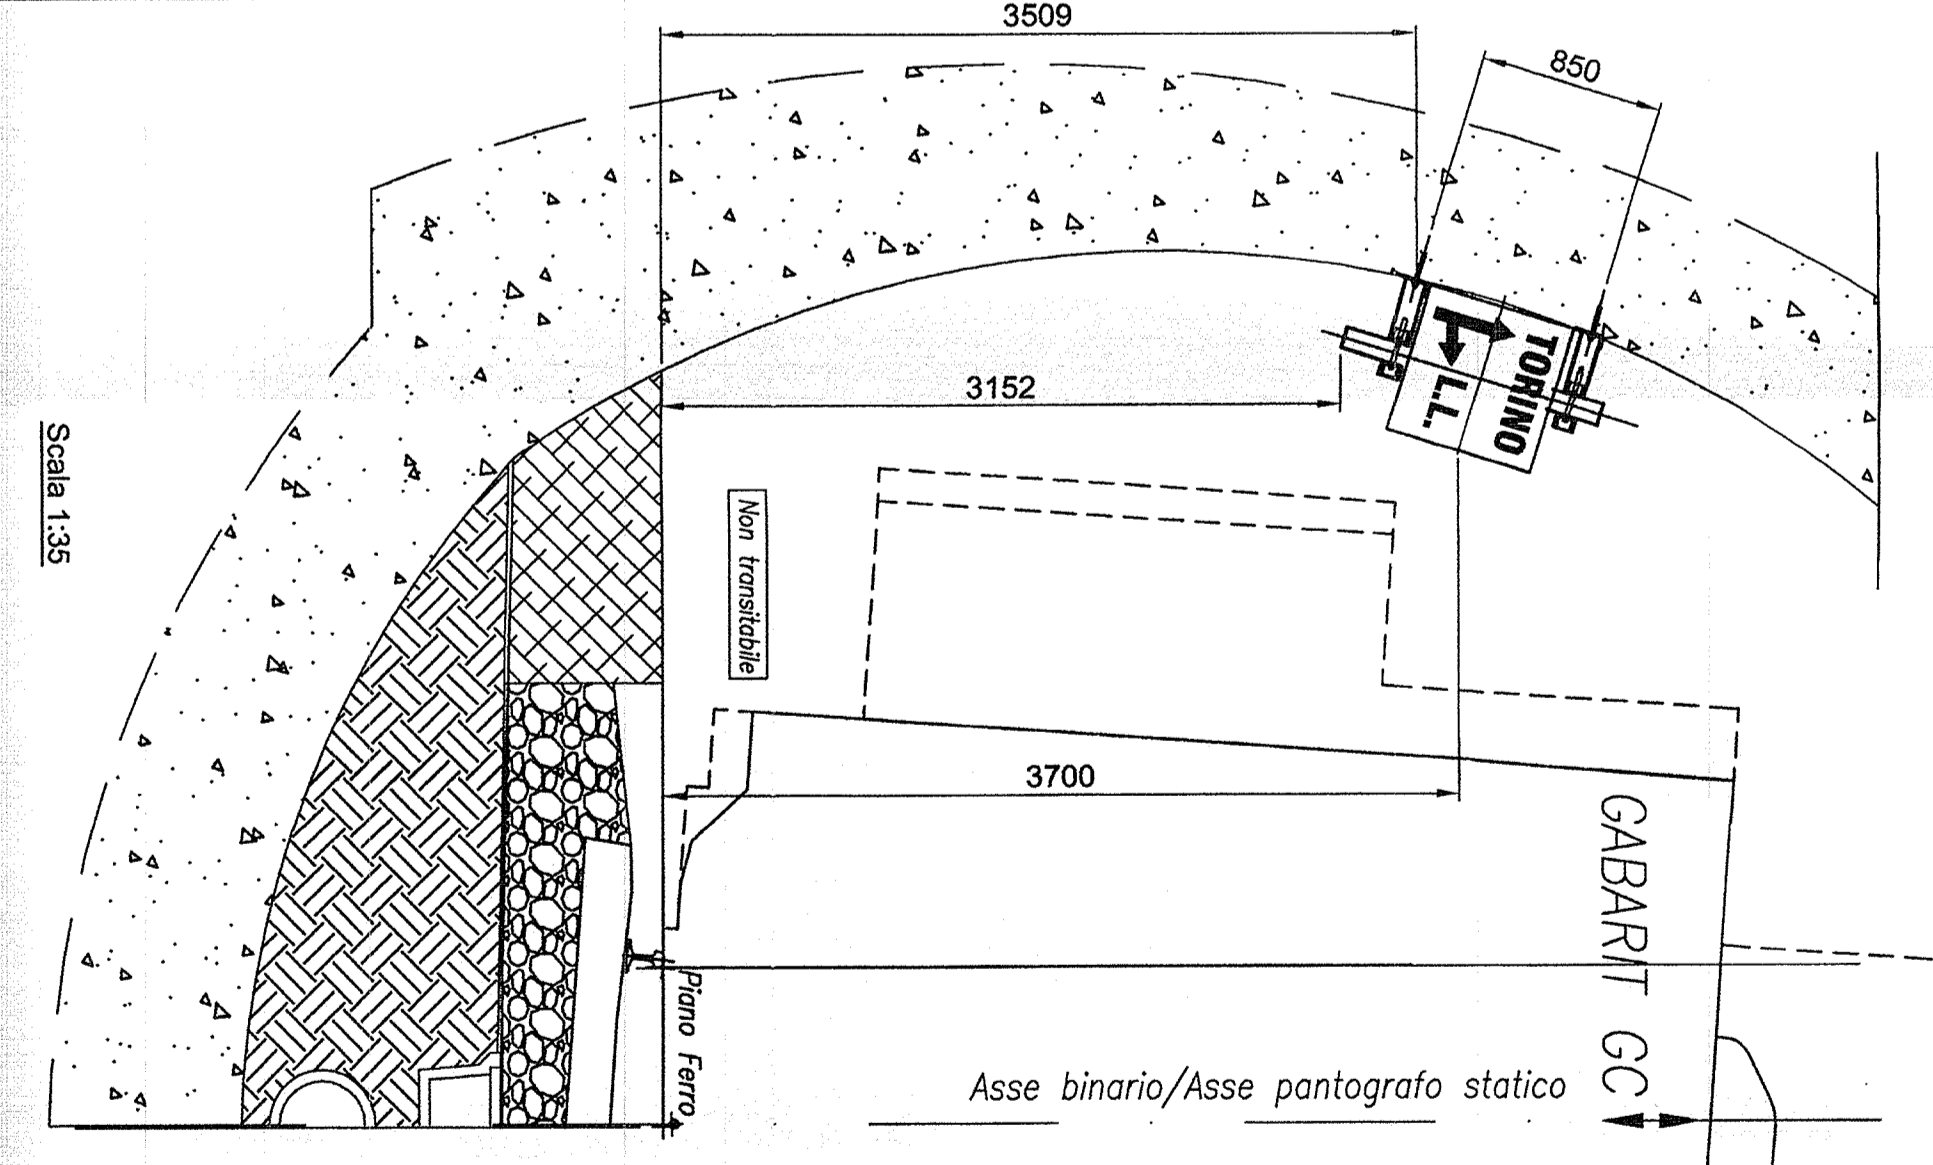 3509
850
TORINO
L.L.
3152
Scala 1:35
Non transitabile
3700
GABARIT GC
Piano Ferro
Asse binario/Asse pantografo statico